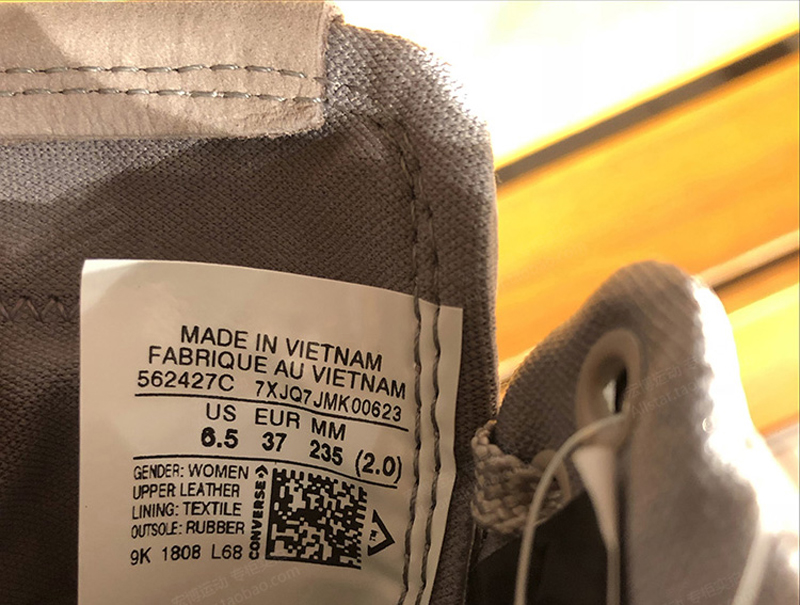 MADE IN VIETNAM
FABRIQUE AU VIETNAM
562427C 7XJQ7JMK00623
US EUR MM
6.5 37 235 (2.0)
GENDER: WOMEN
UPPER LEATHER
LINING: TEXTILE
OUTSOLE: RUBBER
9K 1808 L68
CONVERSE